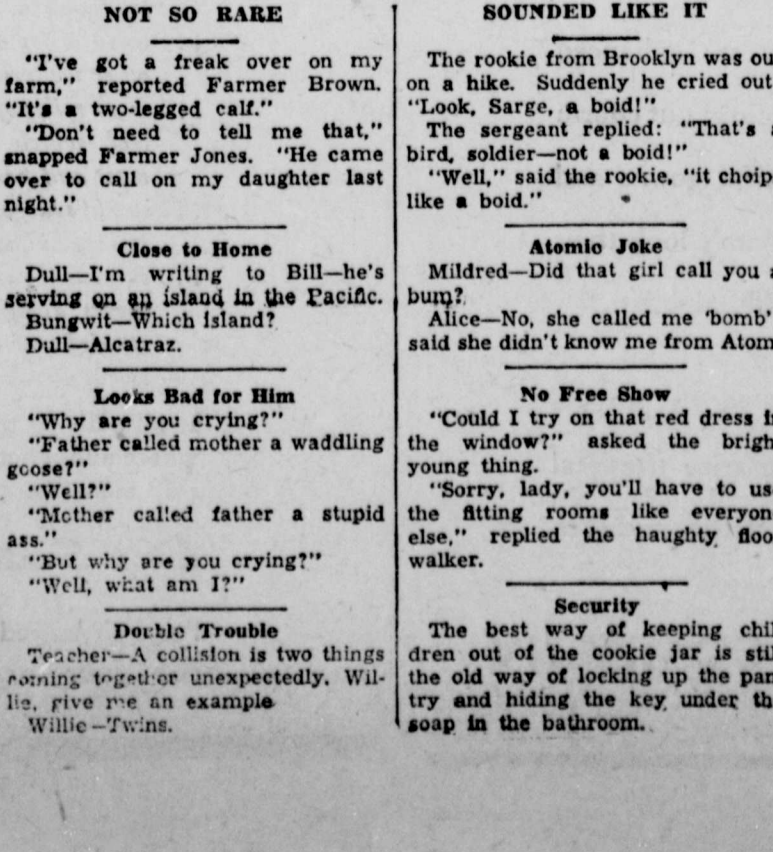 NOT SO RARE
"I've got a freak over on my
farm," reported Farmer Brown.
"It's a two-legged calf."
"Don't need to tell me that,"
snapped Farmer Jones. "He came
over to call on my daughter last
night."
Close to Home
Dull—I'm writing to Bill—he's
serving on an island in the Pacific.
Bungwit—Which island?
Dull—Alcatraz.
Looks Bad for Him
"Why are you crying?"
"Father called mother a waddling
goose?"
"Well?"
"Mother called father a stupid
ass."
"But why are you crying?"
"Well, what am I?"
Double Trouble
Teacher—A collision is two things
coming together unexpectedly. Wil-
lie, give me an example
Willie—Twins.
SOUNDED LIKE IT
The rookie from Brooklyn was ou
on a hike. Suddenly he cried out
"Look, Sarge, a boid!"
The sergeant replied: "That's
bird, soldier—not a boid!"
"Well," said the rookie, "it choip
like a boid."
Atomic Joke
Mildred—Did that girl call you
bum?
Alice—No, she called me 'bomb'
said she didn't know me from Atom
No Free Show
"Could I try on that red dress i
the window?" asked the brigh
young thing.
"Sorry, lady, you'll have to us
the fitting rooms like everyon
else," replied the haughty floo
walker.
Security
The best way of keeping chil
dren out of the cookie jar is stil
the old way of locking up the pan
try and hiding the key under th
soap in the bathroom.